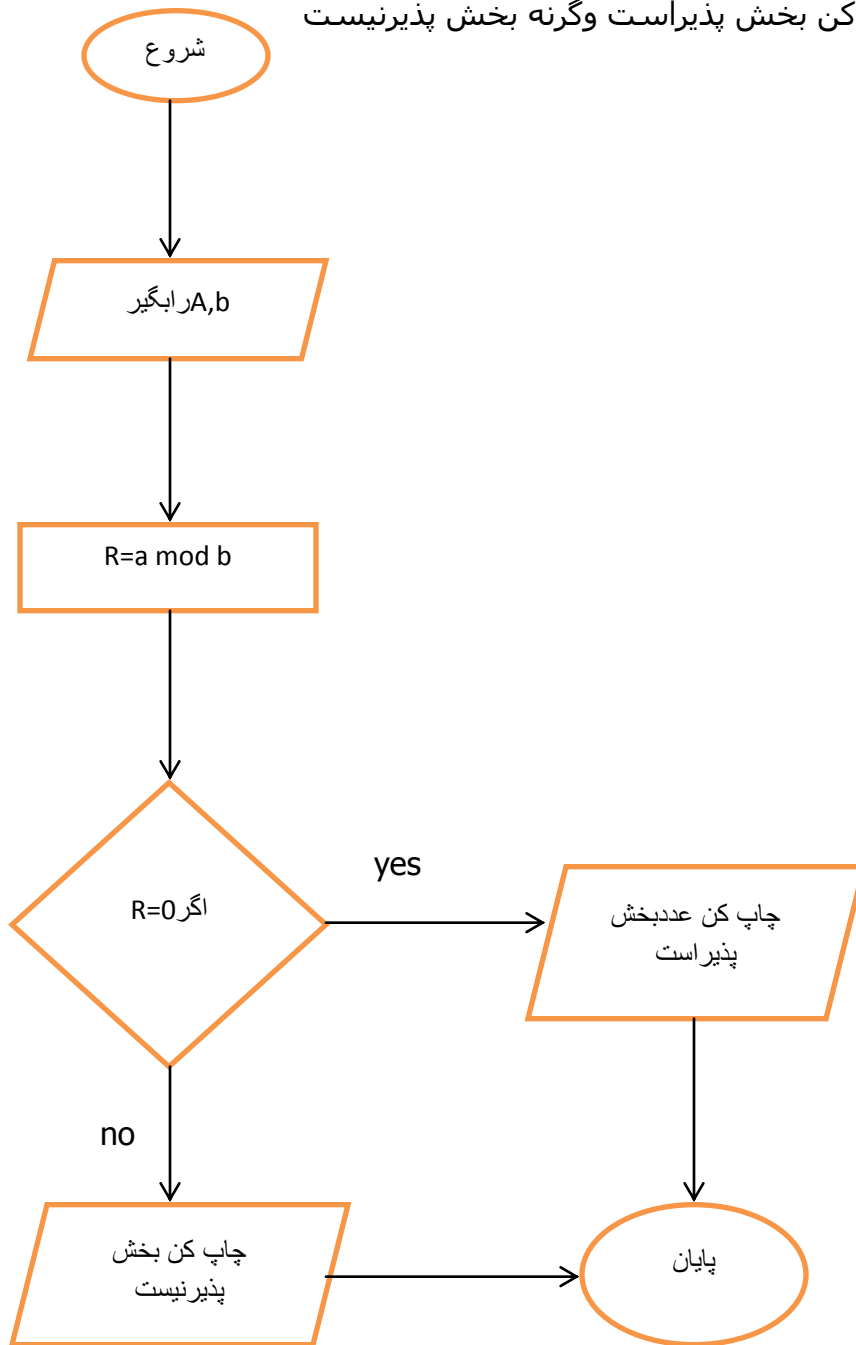 کن بخش پذیراست وگرنه بخش پذیرنیست
شروع
A,bرابگیر
R=a mod b
اگرR=0
yes
چاپ کن عددبخش
پذیراست
no
چاپ کن بخش
پذیرنیست
پایان